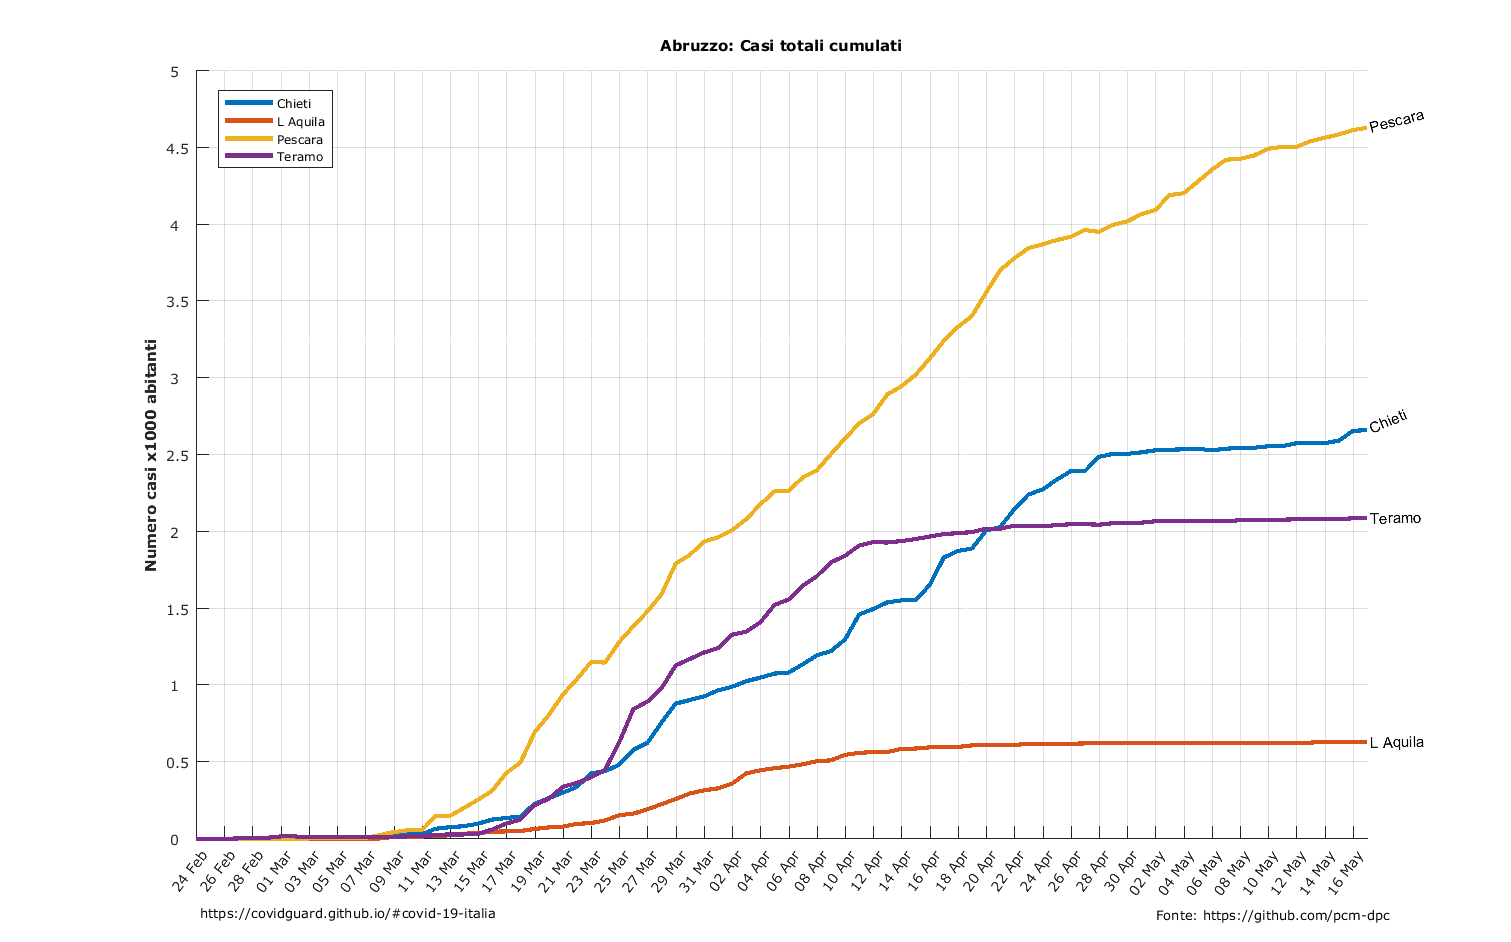 Abruzzo: Casi totali cumulati
5
4.5
4
3.5
3
2.5
2
1.5
1
0.5
0
Numero casi x1000 abitanti
Chieti
L Aquila
Pescara
Teramo
Pescara
Chieti
Teramo
L Aquila
24 Feb
26 Feb
28 Feb
01 Mar
03 Mar
05 Mar
07 Mar
09 Mar
11 Mar
13 Mar
15 Mar
17 Mar
19 Mar
21 Mar
23 Mar
25 Mar
27 Mar
29 Mar
31 Mar
02 Apr
04 Apr
06 Apr
08 Apr
10 Apr
12 Apr
14 Apr
16 Apr
18 Apr
20 Apr
22 Apr
24 Apr
26 Apr
28 Apr
30 Apr
02 May
04 May
06 May
08 May
10 May
12 May
14 May
16 May
https://covidguard.github.io/#covid-19-italia
Fonte: https://github.com/pcm-dpc